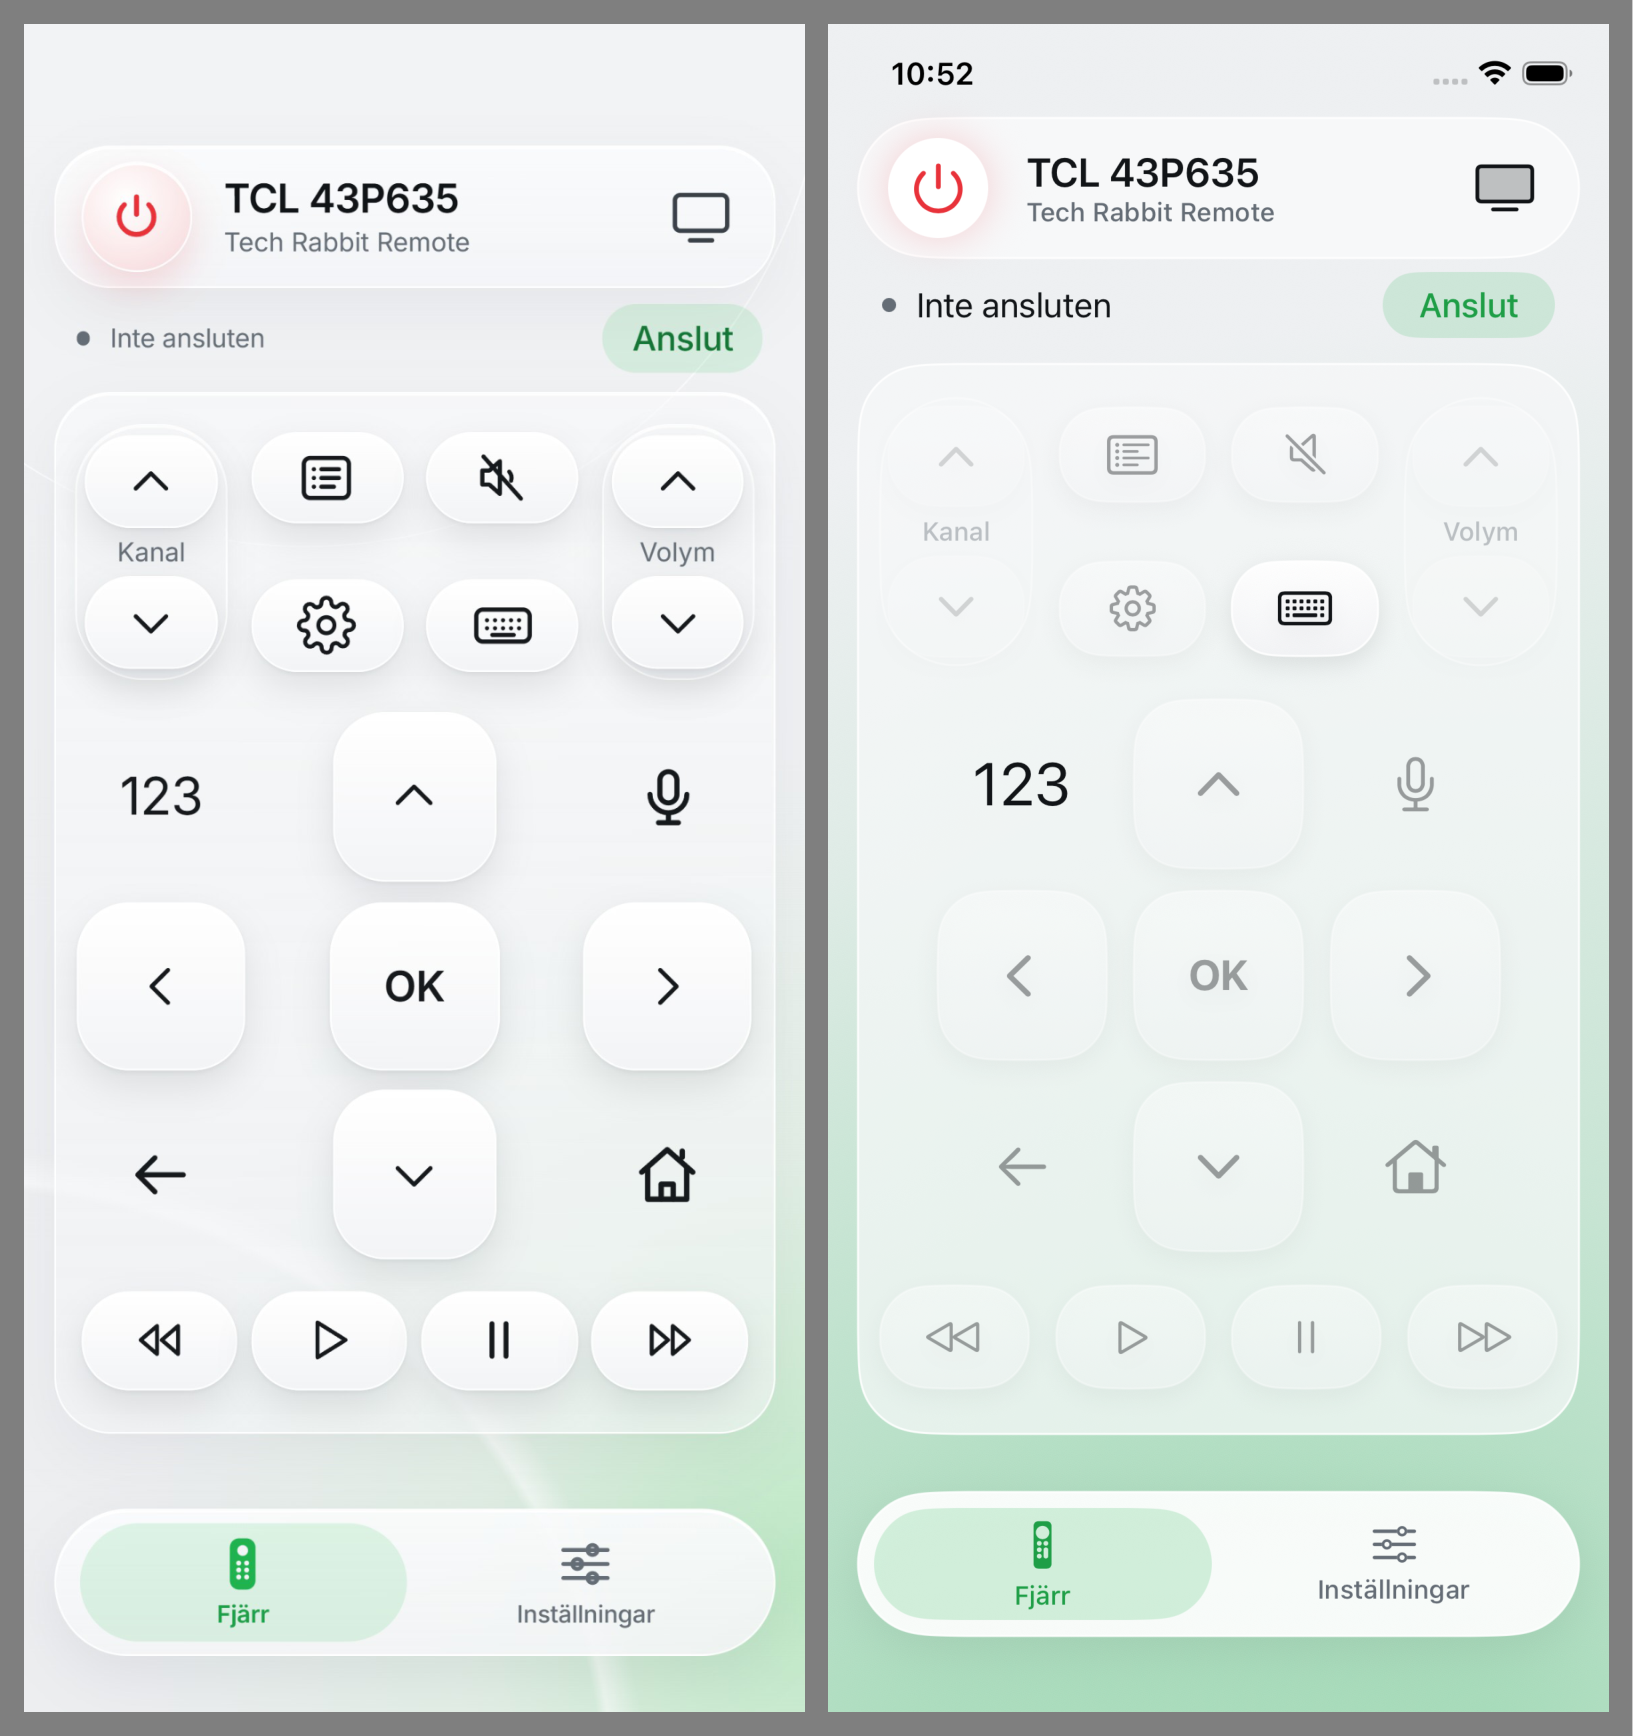 TCL 43P635
Tech Rabbit Remote
Inte ansluten
Anslut
Kanal
Volym
123
OK
Fjärr
Inställningar
10:52
TCL 43P635
Tech Rabbit Remote
Inte ansluten
Anslut
Kanal
Volym
123
OK
Fjärr
Inställningar